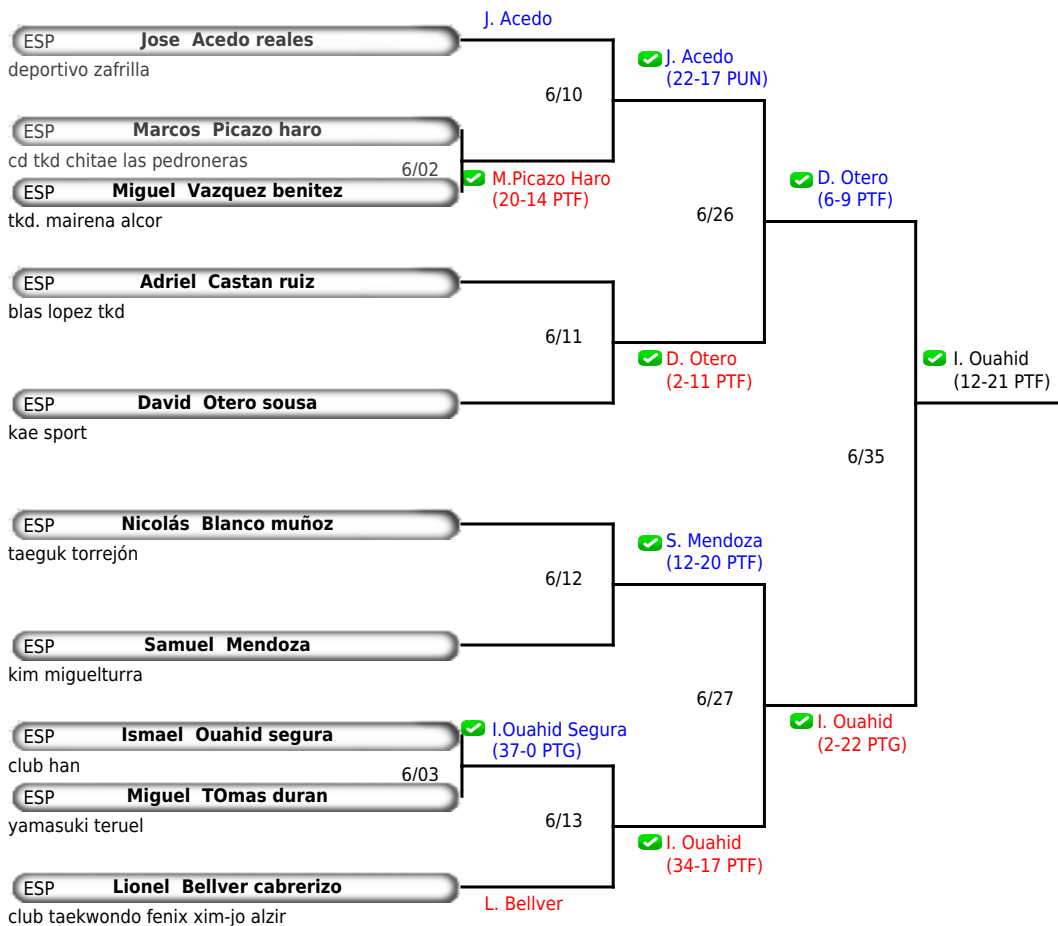 J. Acedo
ESP Jose Acedo reales
deportivo zafrilla
J. Acedo
(22-17 PUN)
6/10
ESP Marcos Picazo haro
cd tkd chitae las pedroneras
6/02
M.Picazo Haro
(20-14 PTF)
ESP Miguel Vazquez benitez
tkd. mairena alcor
D. Otero
(6-9 PTF)
6/26
ESP Adriel Castan ruiz
blas lopez tkd
6/11
D. Otero
(2-11 PTF)
I. Ouahid
(12-21 PTF)
ESP David Otero sousa
kae sport
6/35
ESP Nicolás Blanco muñoz
taeguk torrejón
S. Mendoza
(12-20 PTF)
6/12
ESP Samuel Mendoza
kim miguelturra
6/27
ESP Ismael Ouahid segura
club han
I.Ouahid Segura
(37-0 PTG)
I. Ouahid
(2-22 PTG)
6/03
ESP Miguel TOmas duran
yamasuki teruel
6/13
I. Ouahid
(34-17 PTF)
ESP Lionel Bellver cabrerizo
L. Bellver
club taekwondo fenix xim-jo alzir